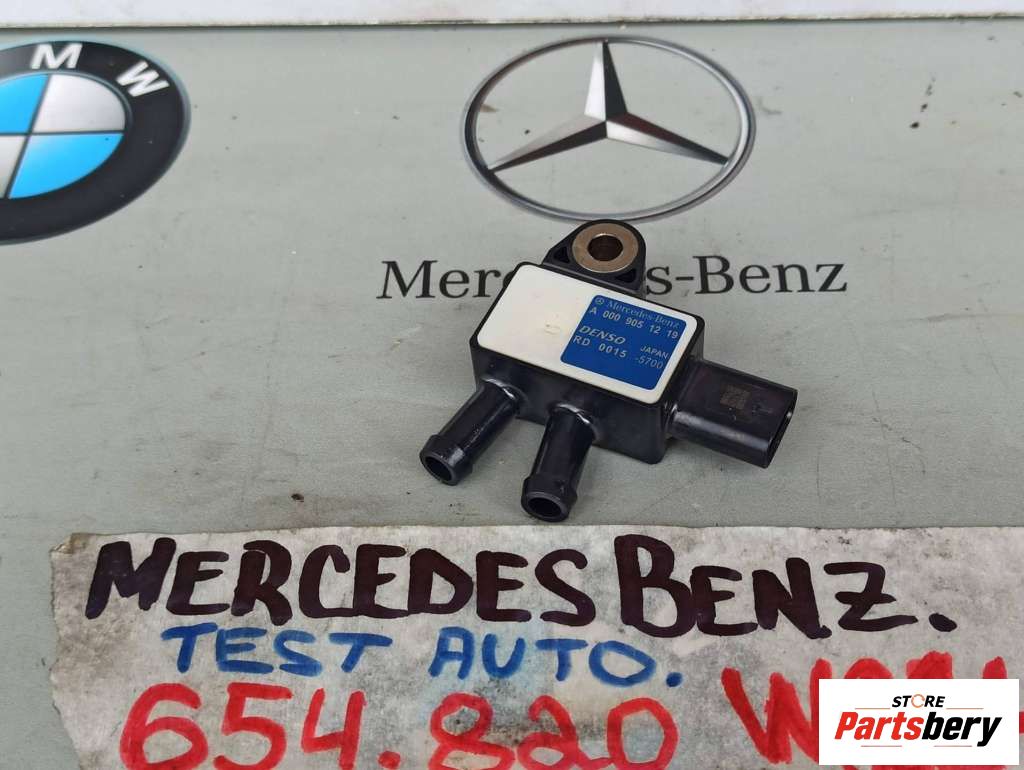 M W
Mercedes-Benz
Mercedes-Benz
A 000 905 12 19
DENSO JAPAN
RD 0015 -5700
MERCEDES BENZ.
TEST AUTO.
654.820
STORE
Partsbery